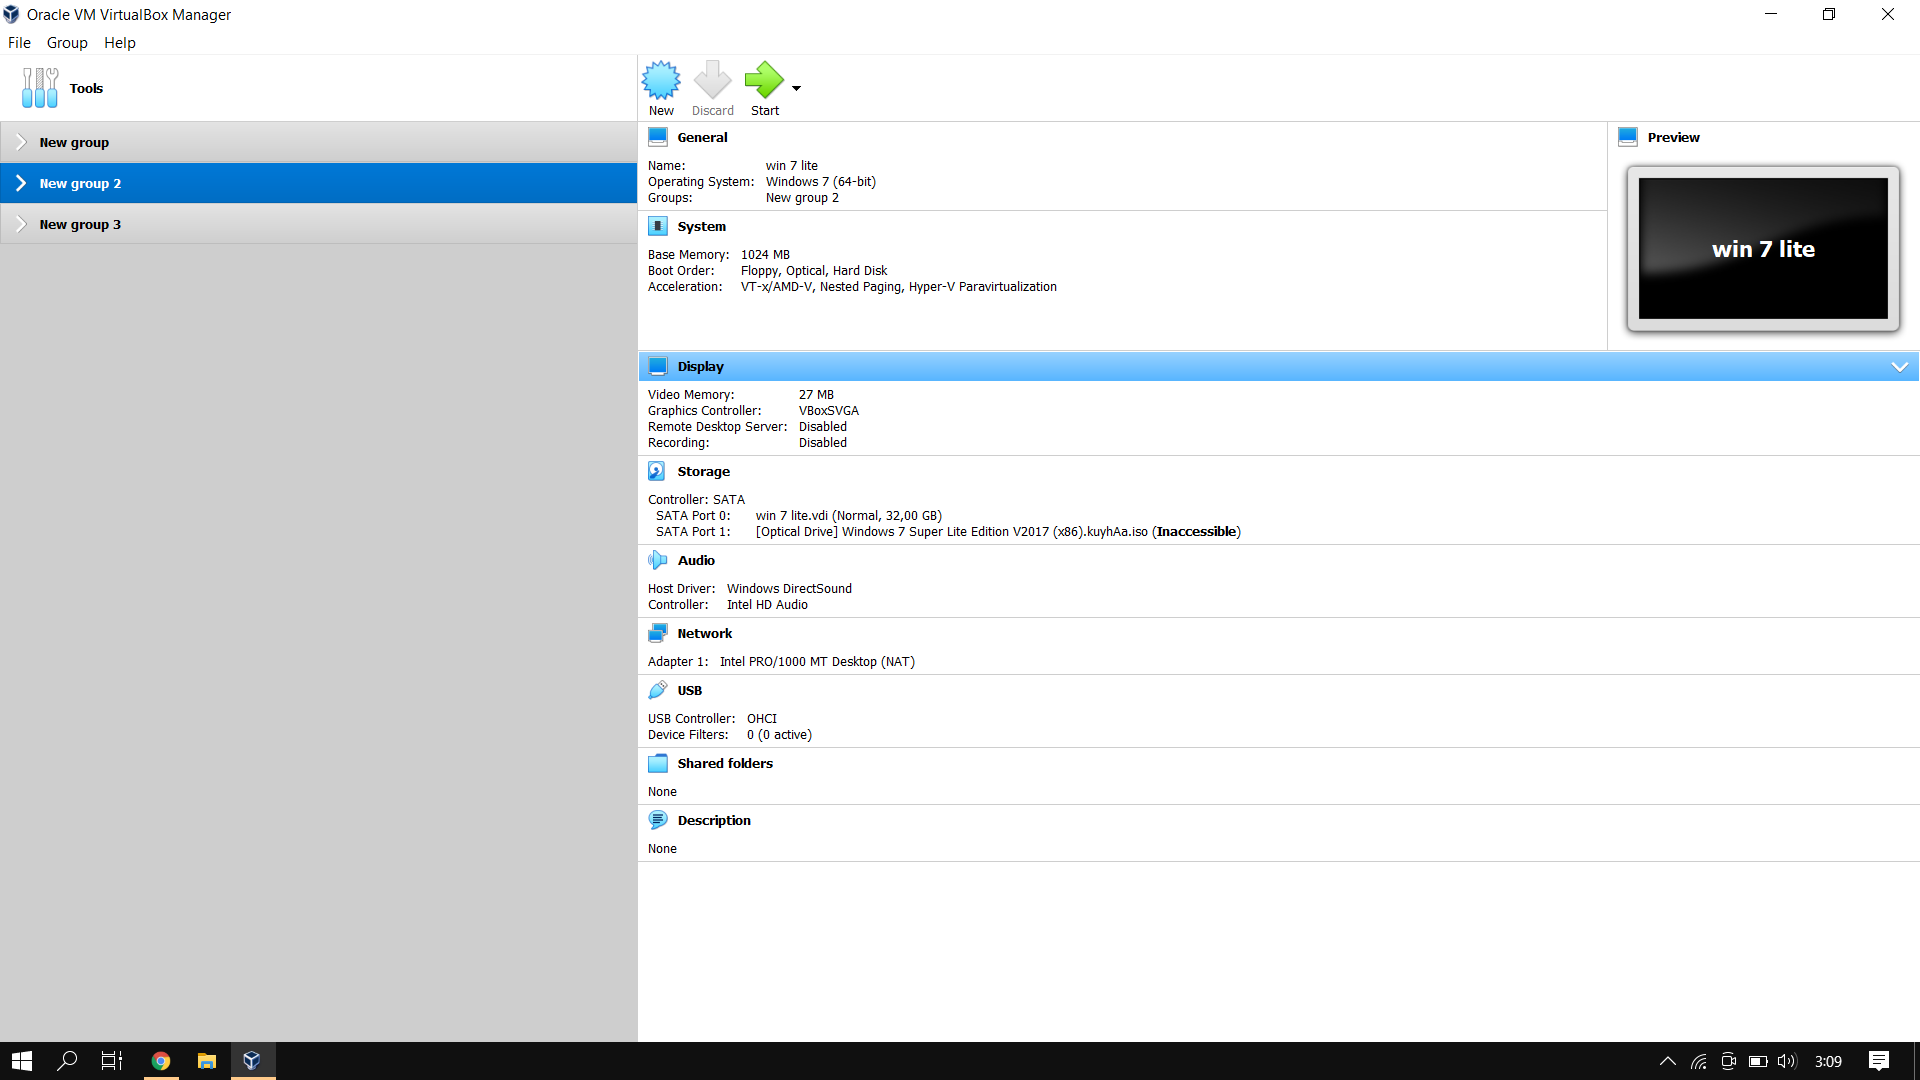 Oracle VM VirtualBox Manager
File Group Help
Tools
New group
New group 2
New group 3
New Discard Start
General
Name: win 7 lite
Operating System: Windows 7 (64-bit)
Groups: New group 2
System
Base Memory: 1024 MB
Boot Order: Floppy, Optical, Hard Disk
Acceleration: VT-x/AMD-V, Nested Paging, Hyper-V Paravirtualization
Preview
win 7 lite
Display
Video Memory: 27 MB
Graphics Controller: VBoxSVGA
Remote Desktop Server: Disabled
Recording: Disabled
Storage
Controller: SATA
SATA Port 0: win 7 lite.vdi (Normal, 32,00 GB)
SATA Port 1: [Optical Drive] Windows 7 Super Lite Edition V2017 (x86).kuyhAa.iso (Inaccessible)
Audio
Host Driver: Windows DirectSound
Controller: Intel HD Audio
Network
Adapter 1: Intel PRO/1000 MT Desktop (NAT)
USB
USB Controller: OHCI
Device Filters: 0 (0 active)
Shared folders
None
Description
None
3:09